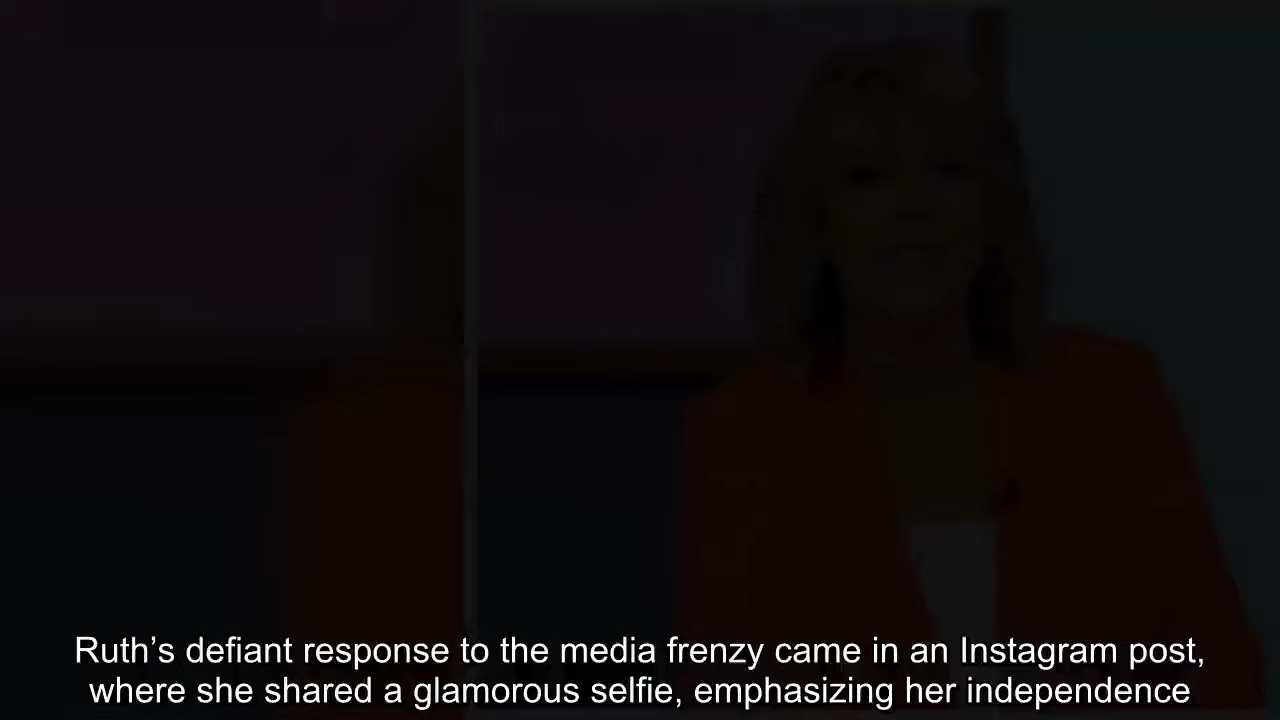 Ruth’s defiant response to the media frenzy came in an Instagram post,
where she shared a glamorous selfie, emphasizing her independence